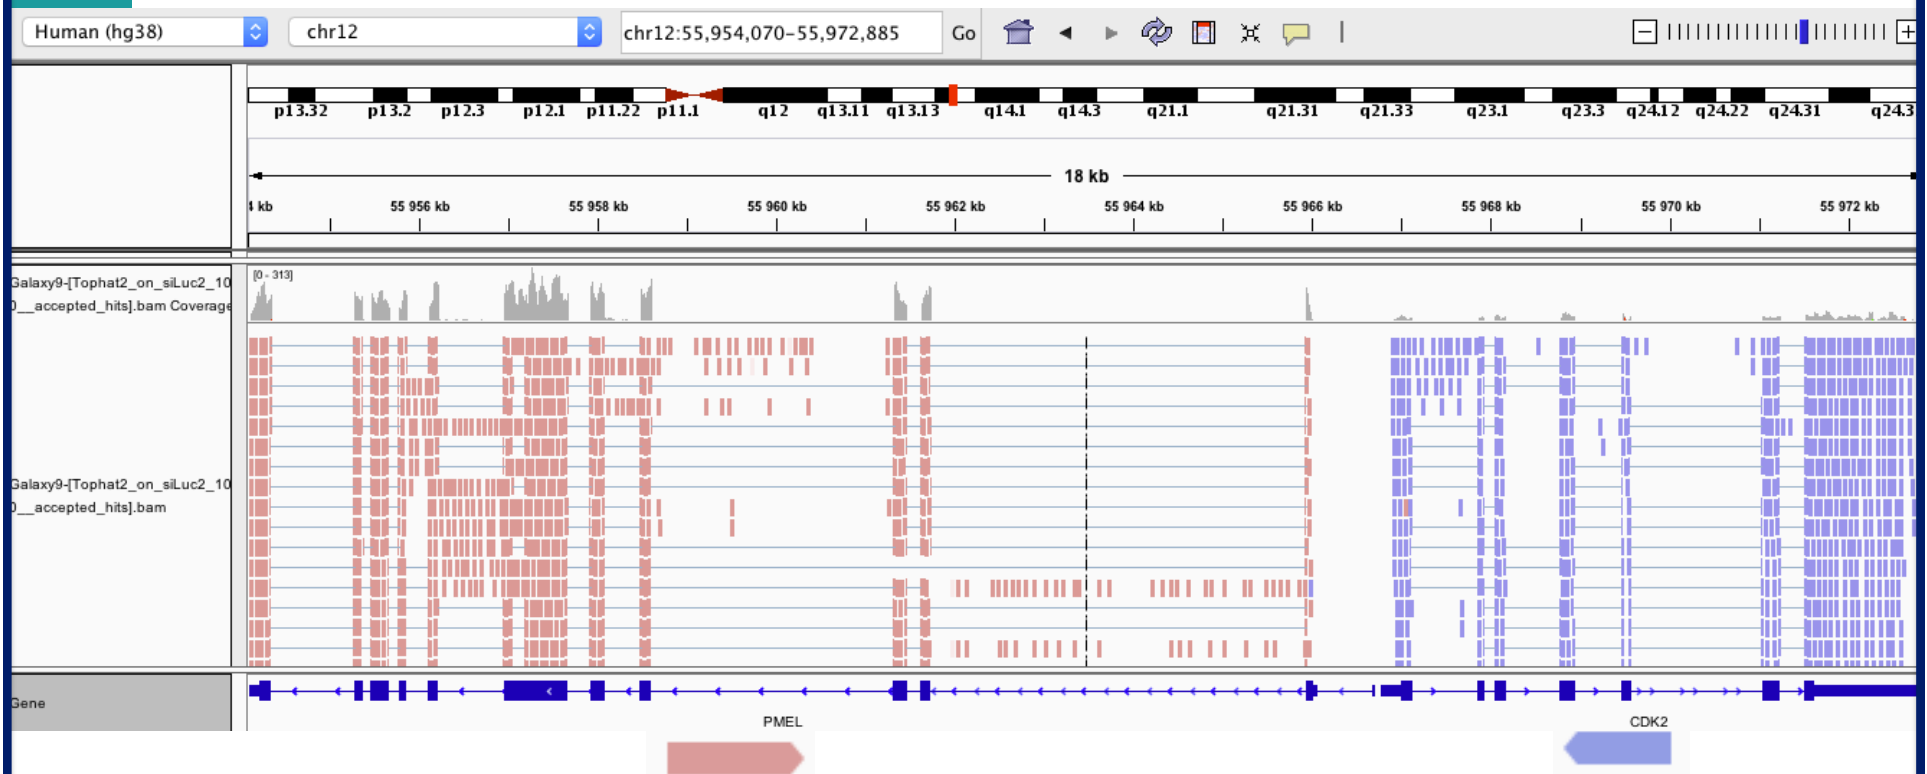 Human (hg38) chr12 chr12:55,954,070-55,972,885 Go
p13.32 p13.2 p12.3 p12.1 p11.22 p11.1 q12 q13.11 q13.13 q14.1 q14.3 q21.1 q21.31 q21.33 q23.1 q23.3 q24.12 q24.22 q24.31 q24.3
18 kb
4 kb 55 956 kb 55 958 kb 55 960 kb 55 962 kb 55 964 kb 55 966 kb 55 968 kb 55 970 kb 55 972 kb
[0 - 313]
Galaxy9-[Tophat2_on_siLuc2_10
0__accepted_hits].bam Coverage
Galaxy9-[Tophat2_on_siLuc2_10
0__accepted_hits].bam
Gene
PMEL CDK2